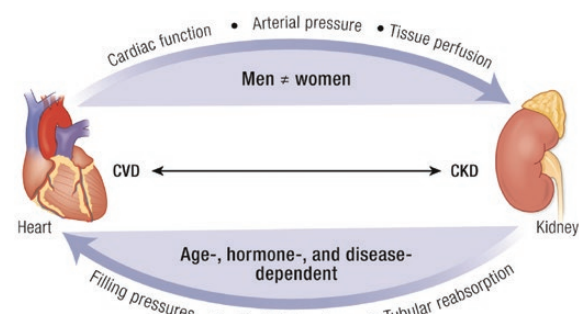 Cardiac function • Arterial pressure • Tissue perfusion
Men ≠ women
CVD
CKD
Heart
Kidney
Age-, hormone-, and disease-
dependent
Filling pressures
Tubular reabsorption